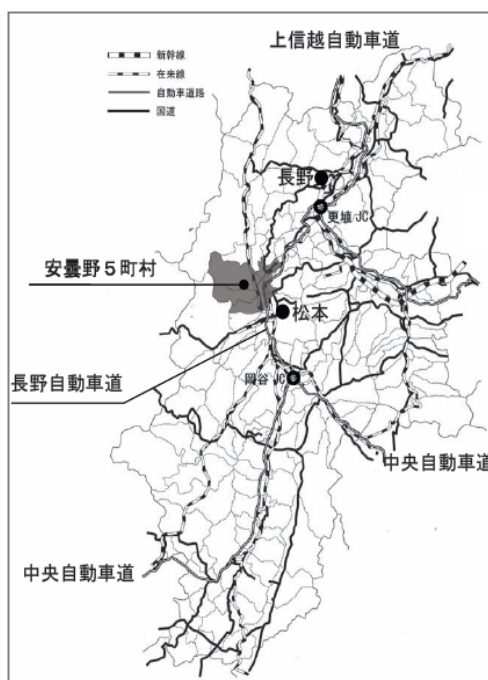 上信越自動車道
新幹線
在来線
自動車道路
国道
長野
更埴JC
安曇野5町村
松本
長野自動車道
岡谷JC
中央自動車道
中央自動車道